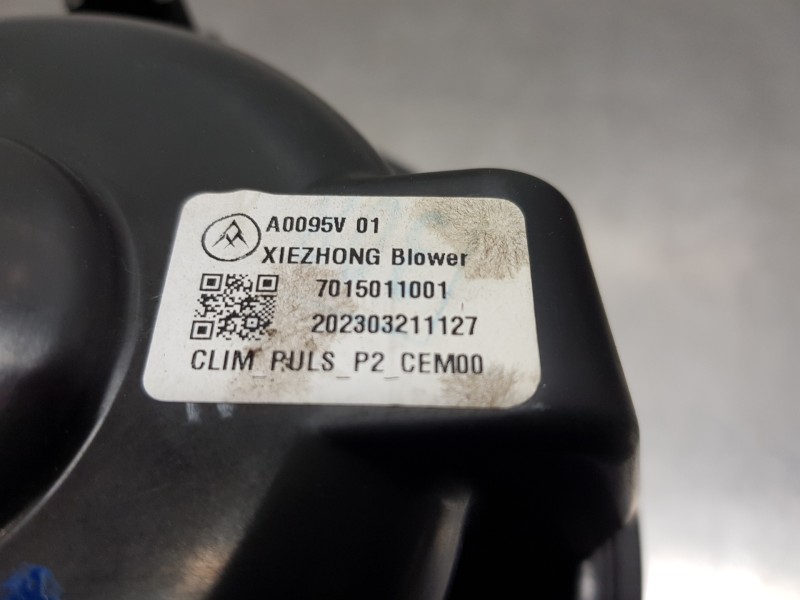 A0095V 01
XIEZHONG Blower
7015011001
202303211127
CLIM_PULS_P2_CEM00